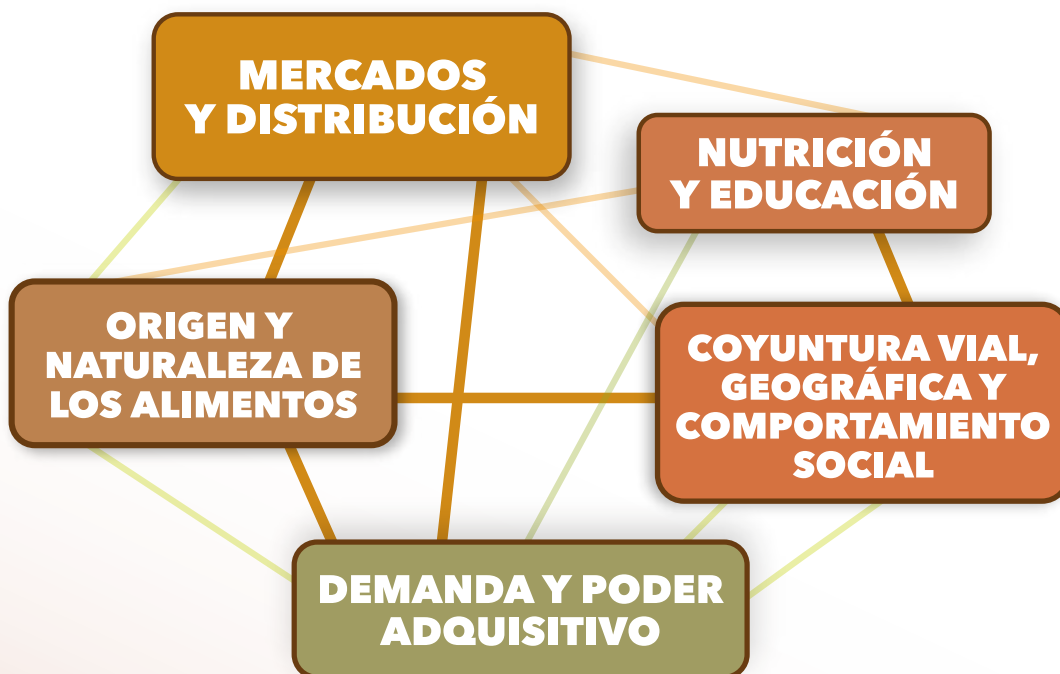 MERCADOS
Y DISTRIBUCIÓN
NUTRICIÓN
Y EDUCACIÓN
ORIGEN Y
NATURALEZA DE
LOS ALIMENTOS
COYUNTURA VIAL,
GEOGRÁFICA Y
COMPORTAMIENTO
SOCIAL
DEMANDA Y PODER
ADQUISITIVO